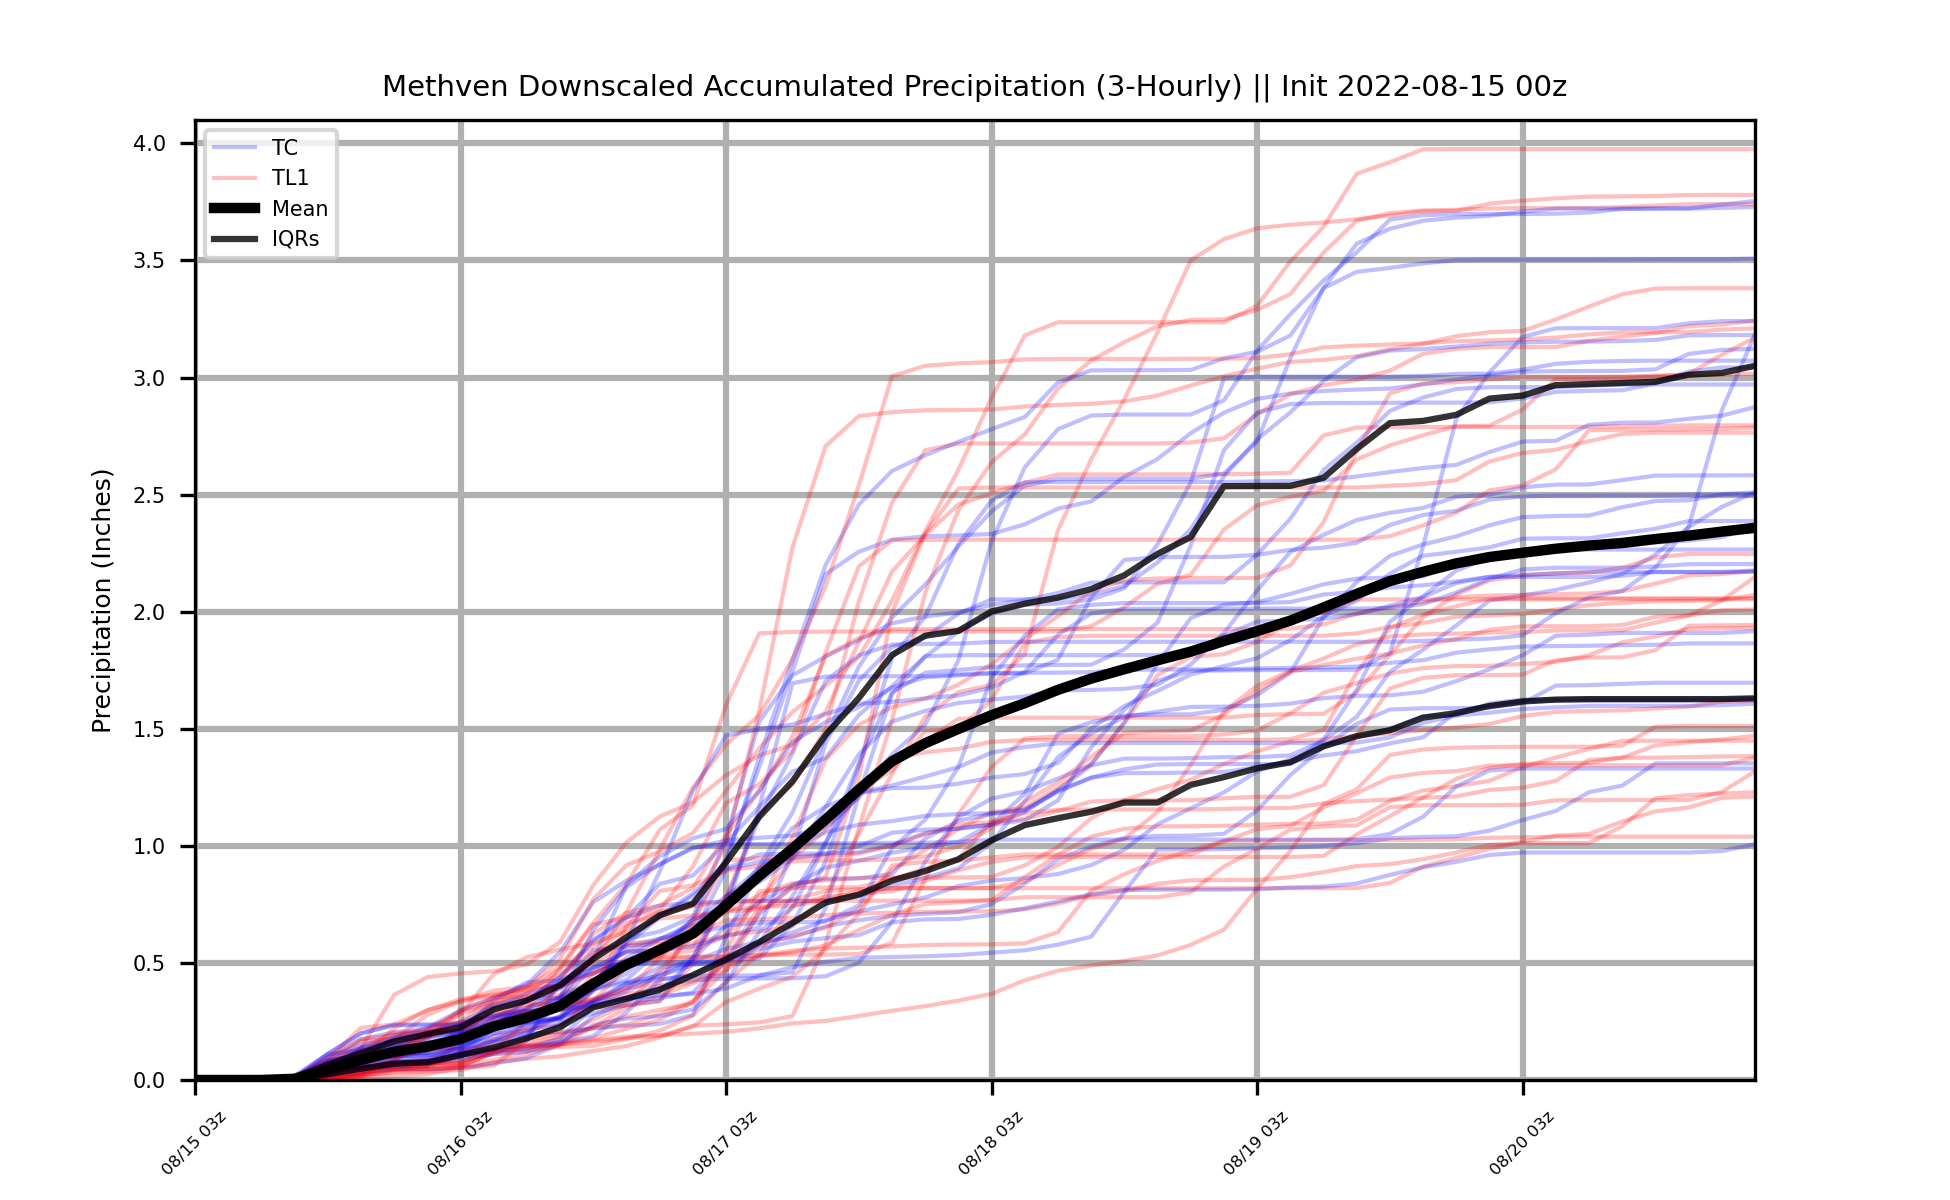 Methven Downscaled Accumulated Precipitation (3-Hourly) || Init 2022-08-15 00z
TC
TL1
Mean
IQRs
Precipitation (Inches)
4.0
3.5
3.0
2.5
2.0
1.5
1.0
0.5
0.0
08/15 03z
08/16 03z
08/17 03z
08/18 03z
08/19 03z
08/20 03z